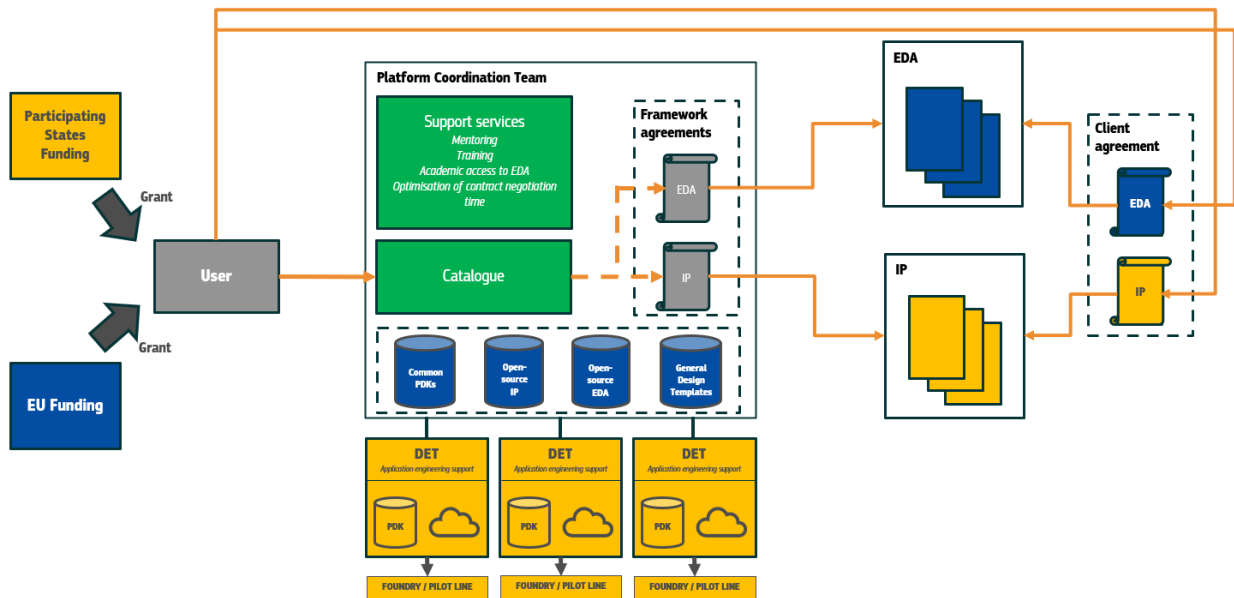 Participating
States
Funding
Grant
User
Grant
EU Funding
Platform Coordination Team
Support services
Mentoring
Training
Academic access to EDA
Optimisation of contract negotiation
time
Catalogue
Framework
agreements
EDA
IP
Common
PDKs
Open-
source
IP
Open-
source
EDA
General
Design
Templates
DET
Application engineering support
PDK
FOUNDRY / PILOT LINE
DET
Application engineering support
PDK
FOUNDRY / PILOT LINE
DET
Application engineering support
PDK
FOUNDRY / PILOT LINE
EDA
IP
Client
agreement
EDA
IP